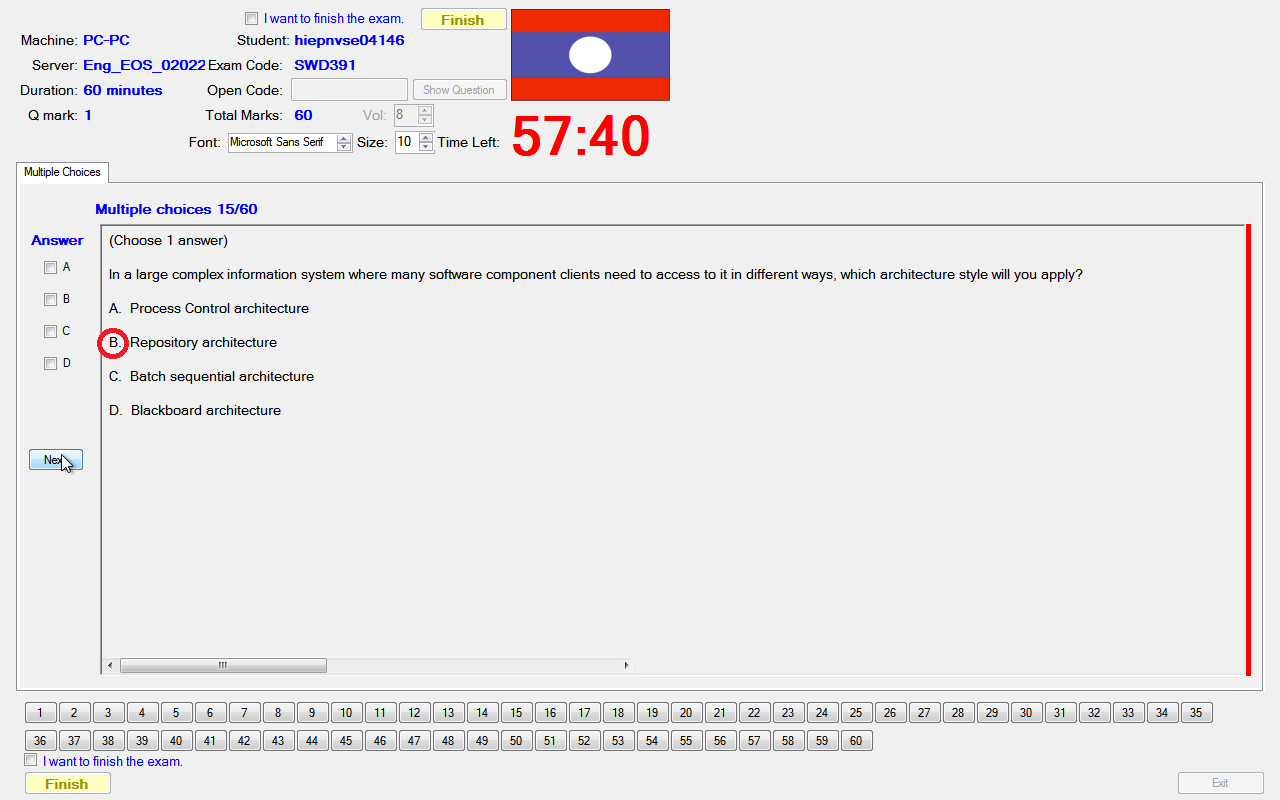 I want to finish the exam.
Finish
Machine: PC-PC
Student: hiepnvse04146
Server: Eng_EOS_02022
Exam Code: SWD391
Duration: 60 minutes
Open Code:
Show Question
Q mark: 1
Total Marks: 60
Vol: 8
Font: Microsoft Sans Serif
Size: 10
Time Left: 57:40
Multiple Choices
Multiple choices 15/60
Answer
A
B
C
D
(Choose 1 answer)
In a large complex information system where many software component clients need to access to it in different ways, which architecture style will you apply?
A. Process Control architecture
B. Repository architecture
C. Batch sequential architecture
D. Blackboard architecture
Next
1 2 3 4 5 6 7 8 9 10 11 12 13 14 15 16 17 18 19 20 21 22 23 24 25 26 27 28 29 30 31 32 33 34 35
36 37 38 39 40 41 42 43 44 45 46 47 48 49 50 51 52 53 54 55 56 57 58 59 60
I want to finish the exam.
Finish
Exit